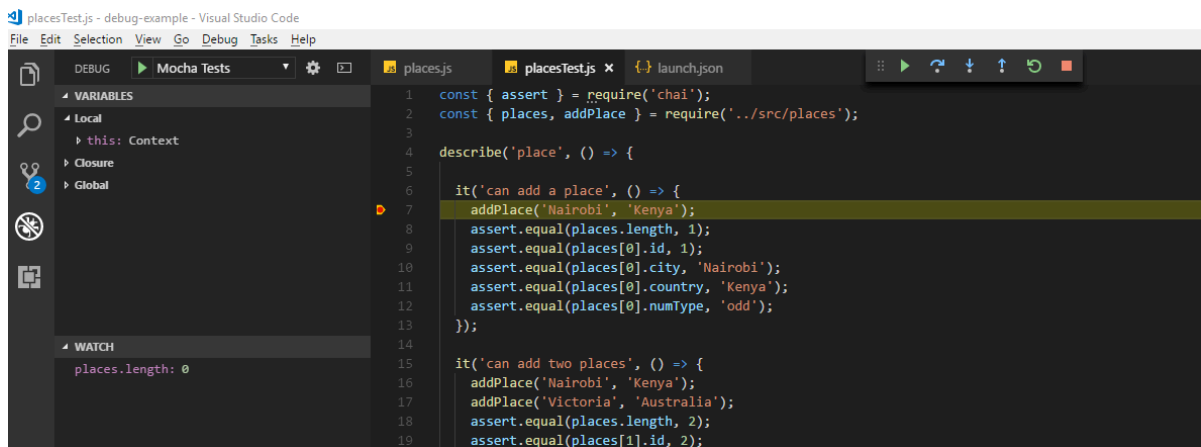 placesTest.js - debug-example - Visual Studio Code
File Edit Selection View Go Debug Tasks Help
DEBUG Mocha Tests
VARIABLES
Local
this: Context
Closure
Global
2
WATCH
places.length: 0
places.js placesTest.js × {..} launch.json
1 const { assert } = require('chai');
2 const { places, addPlace } = require('../src/places');
3
4 describe('place', () => {
5
6 it('can add a place', () => {
7 addPlace('Nairobi', 'Kenya');
8 assert.equal(places.length, 1);
9 assert.equal(places[0].id, 1);
10 assert.equal(places[0].city, 'Nairobi');
11 assert.equal(places[0].country, 'Kenya');
12 assert.equal(places[0].numType, 'odd');
13 });
14
15 it('can add two places', () => {
16 addPlace('Nairobi', 'Kenya');
17 addPlace('Victoria', 'Australia');
18 assert.equal(places.length, 2);
19 assert.equal(places[1].id, 2);